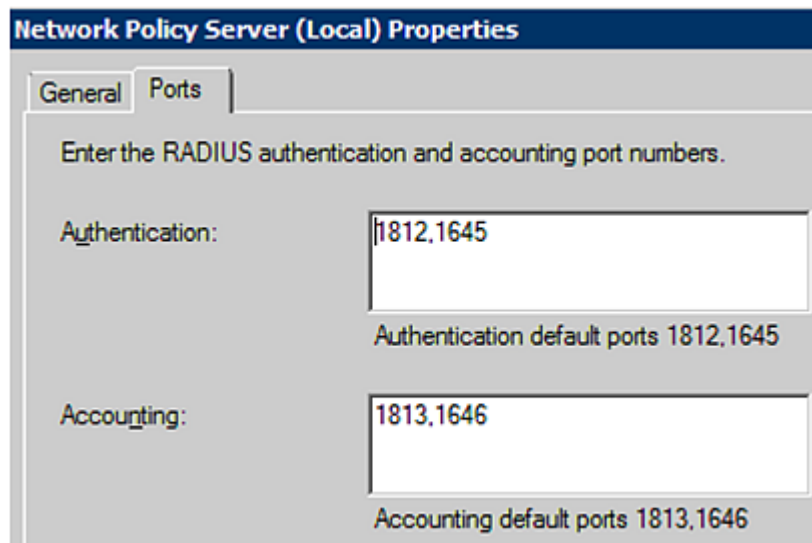 Network Policy Server (Local) Properties
General Ports
Enter the RADIUS authentication and accounting port numbers.
Authentication: 1812,1645
Authentication default ports 1812,1645
Accounting: 1813,1646
Accounting default ports 1813,1646